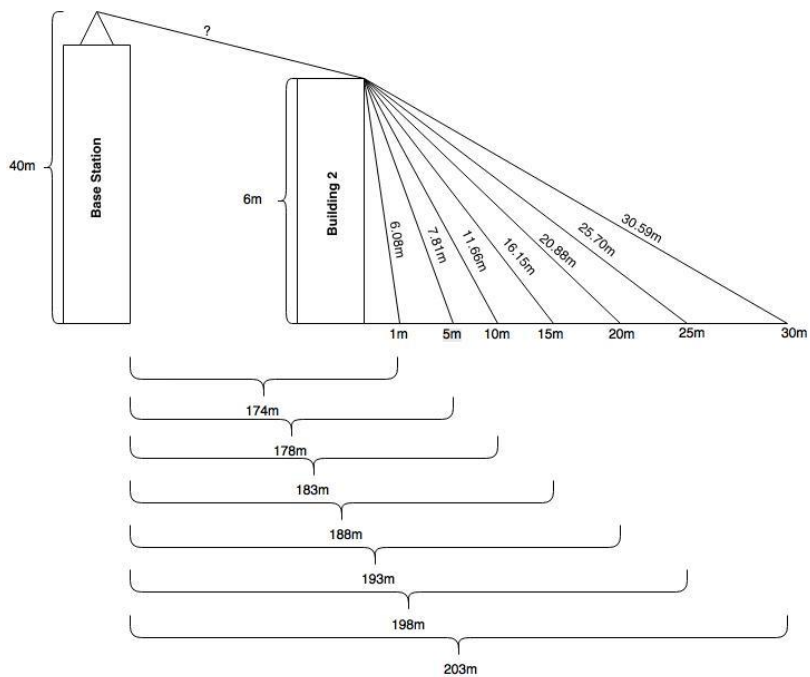 ?
40m
Base Station
6m
Building 2
6.08m
7.81m
11.66m
16.15m
20.88m
25.70m
30.59m
1m
5m
10m
15m
20m
25m
30m
174m
178m
183m
188m
193m
198m
203m